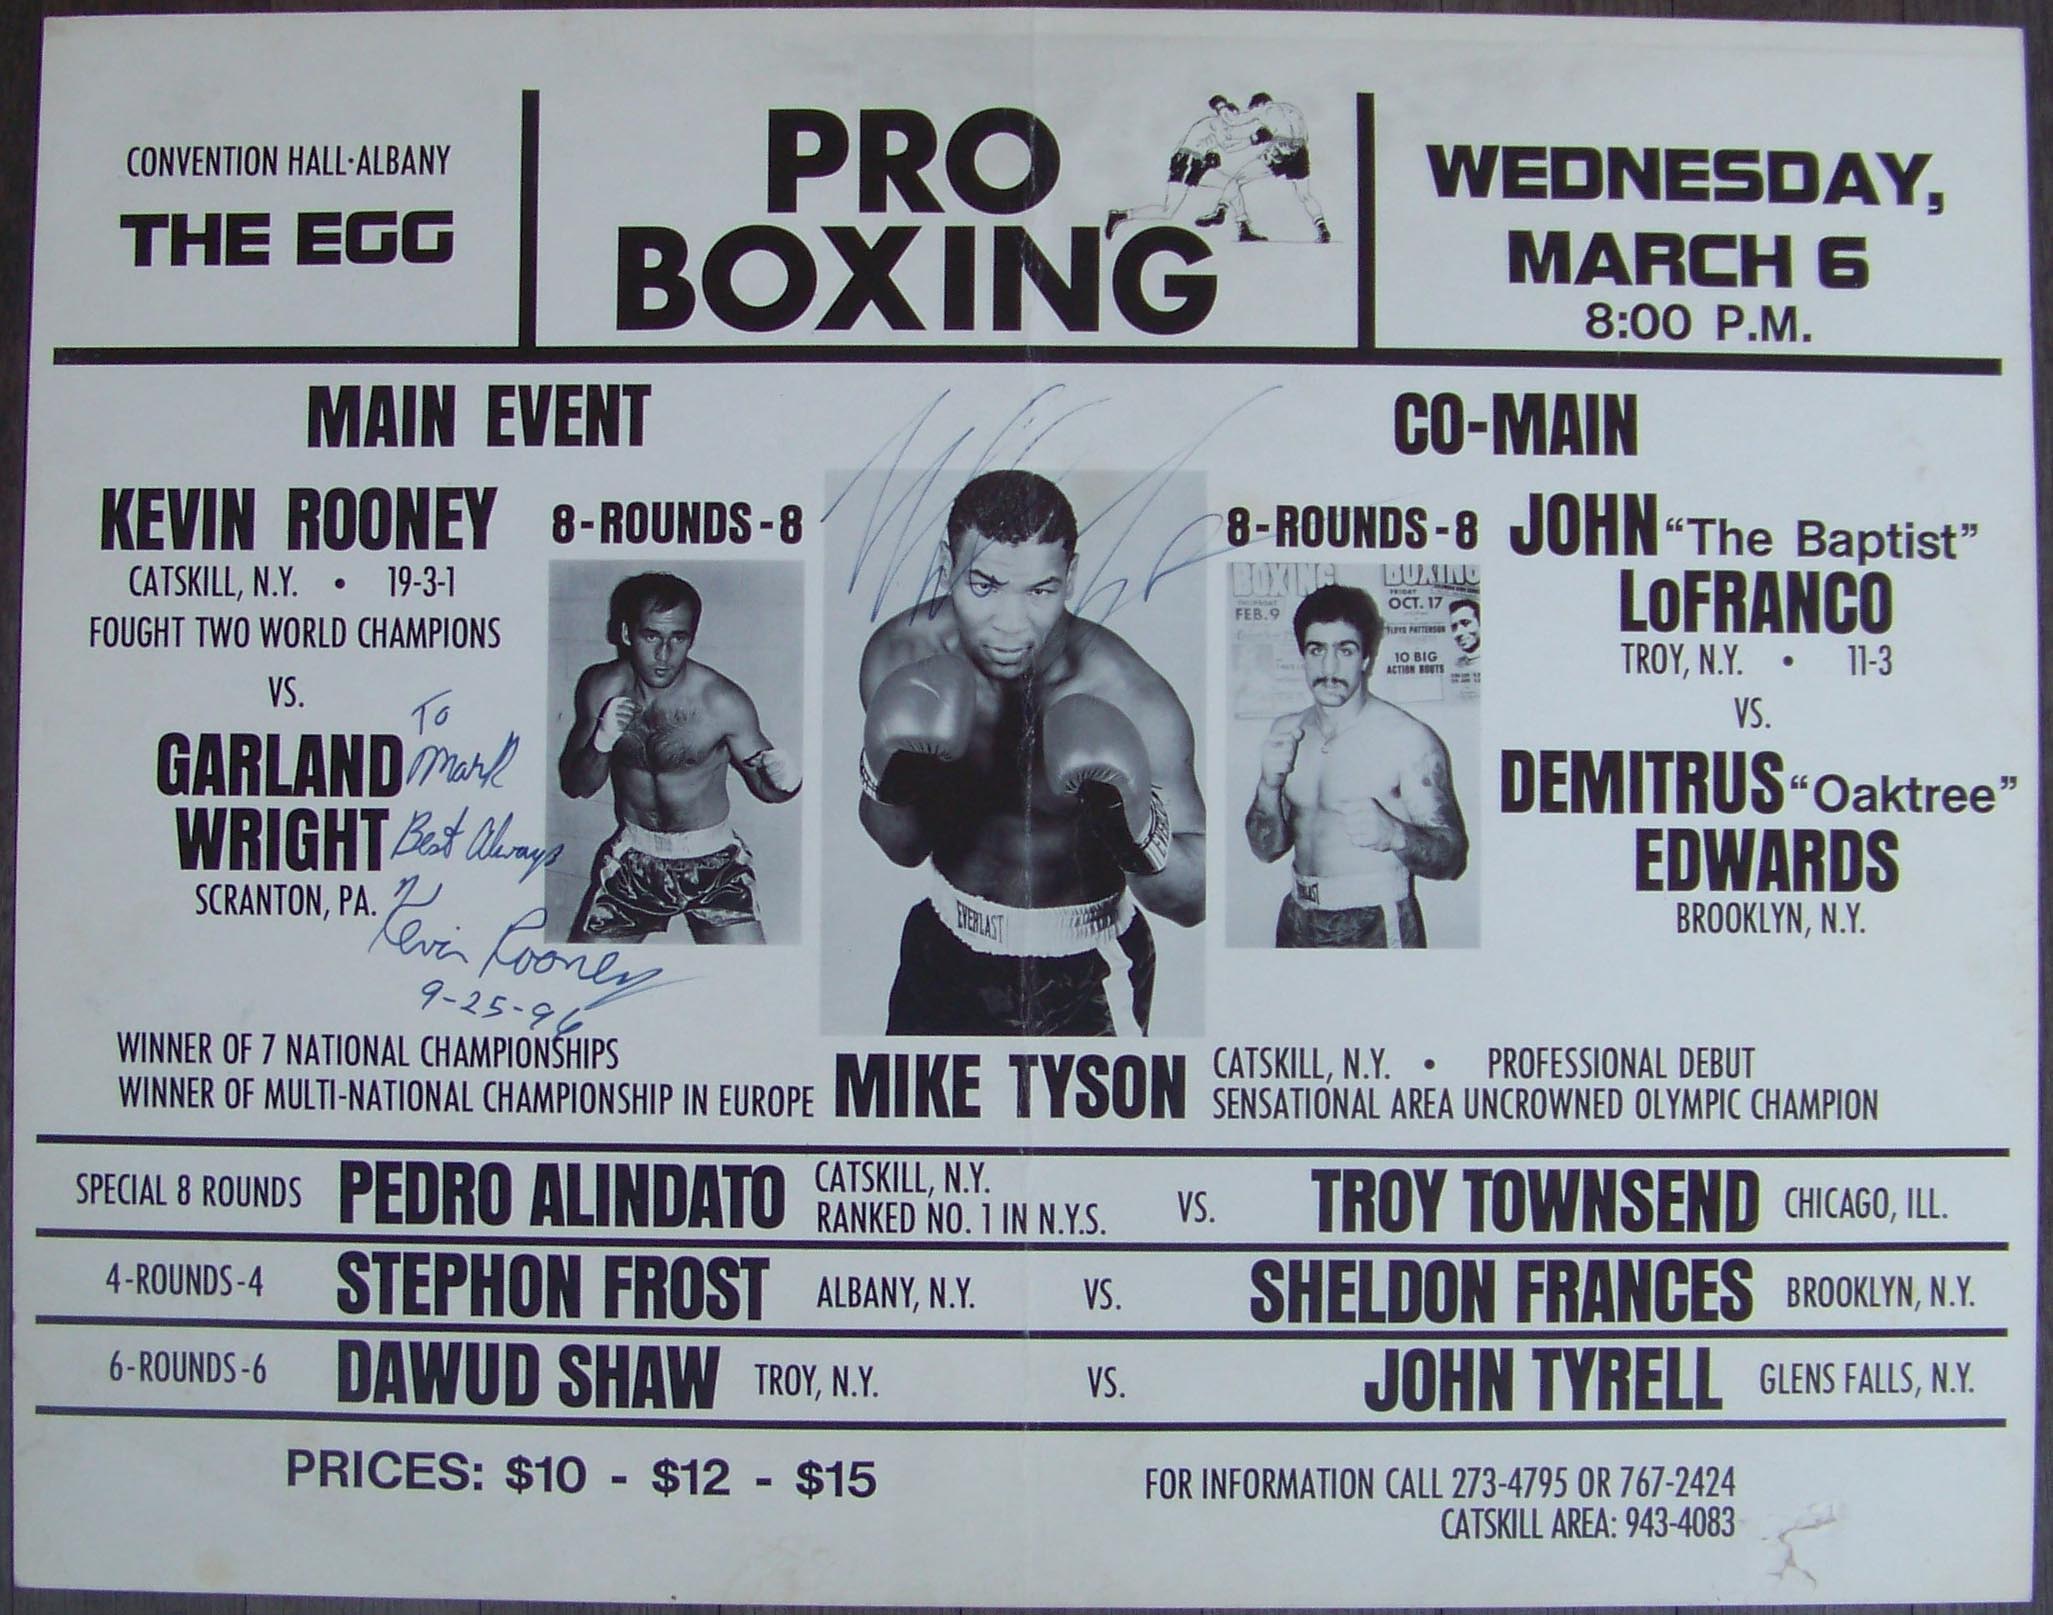 CONVENTION HALL·ALBANY
THE EGG
PRO
BOXING
WEDNESDAY,
MARCH 6
8:00 P.M.
MAIN EVENT
KEVIN ROONEY
CATSKILL, N.Y. • 19-3-1
FOUGHT TWO WORLD CHAMPIONS
VS.
GARLAND
WRIGHT
SCRANTON, PA.
8-ROUNDS-8
To
Mark
Best Always
Kevin Rooney
9-25-96
CO-MAIN
8-ROUNDS-8
JOHN "The Baptist"
LoFRANCO
TROY, N.Y. • 11-3
VS.
DEMITRUS "Oaktree"
EDWARDS
BROOKLYN, N.Y.
BOXING
FEB. 9
BOXING
FRIDAY
OCT. 17
FLOYD PATTERSON
10 BIG
ACTION BOUTS
EVERLAST
WINNER OF 7 NATIONAL CHAMPIONSHIPS
WINNER OF MULTI-NATIONAL CHAMPIONSHIP IN EUROPE
MIKE TYSON
CATSKILL, N.Y. • PROFESSIONAL DEBUT
SENSATIONAL AREA UNCROWNED OLYMPIC CHAMPION
SPECIAL 8 ROUNDS PEDRO ALINDATO CATSKILL, N.Y.
RANKED NO. 1 IN N.Y.S. VS. TROY TOWNSEND CHICAGO, ILL.
4-ROUNDS-4 STEPHON FROST ALBANY, N.Y. VS. SHELDON FRANCES BROOKLYN, N.Y.
6-ROUNDS-6 DAWUD SHAW TROY, N.Y. VS. JOHN TYRELL GLENS FALLS, N.Y.
PRICES: $10 - $12 - $15
FOR INFORMATION CALL 273-4795 OR 767-2424
CATSKILL AREA: 943-4083